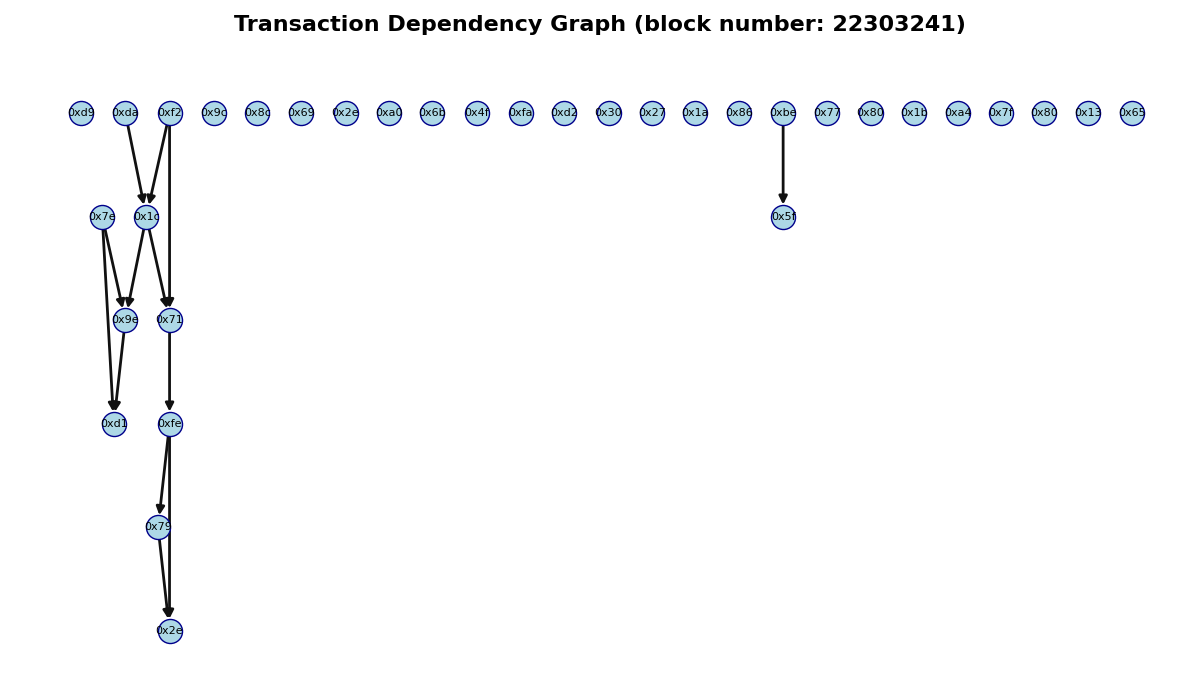 Transaction Dependency Graph (block number: 22303241)
0xd9 0xda 0xf2 0x9c 0x8c 0x69 0x2e 0xa0 0x6b 0x4f 0xfa 0xd2 0x30 0x27 0x1a 0x86 0xbe 0x77 0x80 0x1b 0xa4 0x7f 0x80 0x13 0x65
0x7e 0x1c 0x5f
0x9e 0x71
0xd1 0xfe
0x79
0x2e